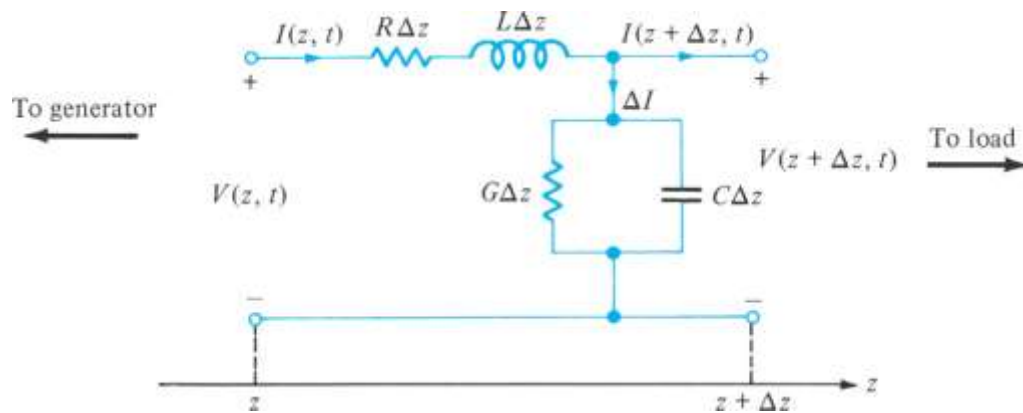 I(z, t) RΔz LΔz I(z + Δz, t)
+ +
ΔI
To generator To load
V(z, t) GΔz CΔz V(z + Δz, t)
− −
z
z z + Δz